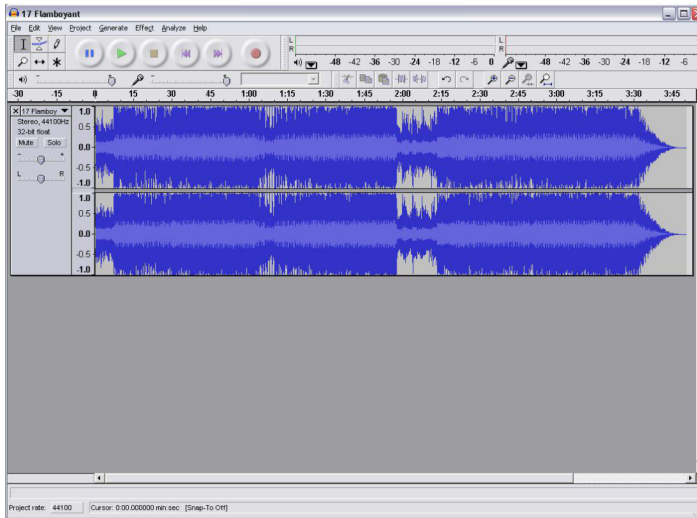 17 Flamboyant
File Edit View Project Generate Effect Analyze Help
L
R
-48 -42 -36 -30 -24 -18 -12 -6 0
L
R
-48 -42 -36 -30 -24 -18 -12 -6
-30 -15 0 15 30 45 1:00 1:15 1:30 1:45 2:00 2:15 2:30 2:45 3:00 3:15 3:30 3:45
X 17 Flamboy
Stereo, 44100Hz
32-bit float
Mute Solo
- +
L R
1.0
0.5
0.0
-0.5
-1.0
1.0
0.5
0.0
-0.5
-1.0
Project rate: 44100 Cursor: 0:00.000000 min:sec [Snap-To Off]